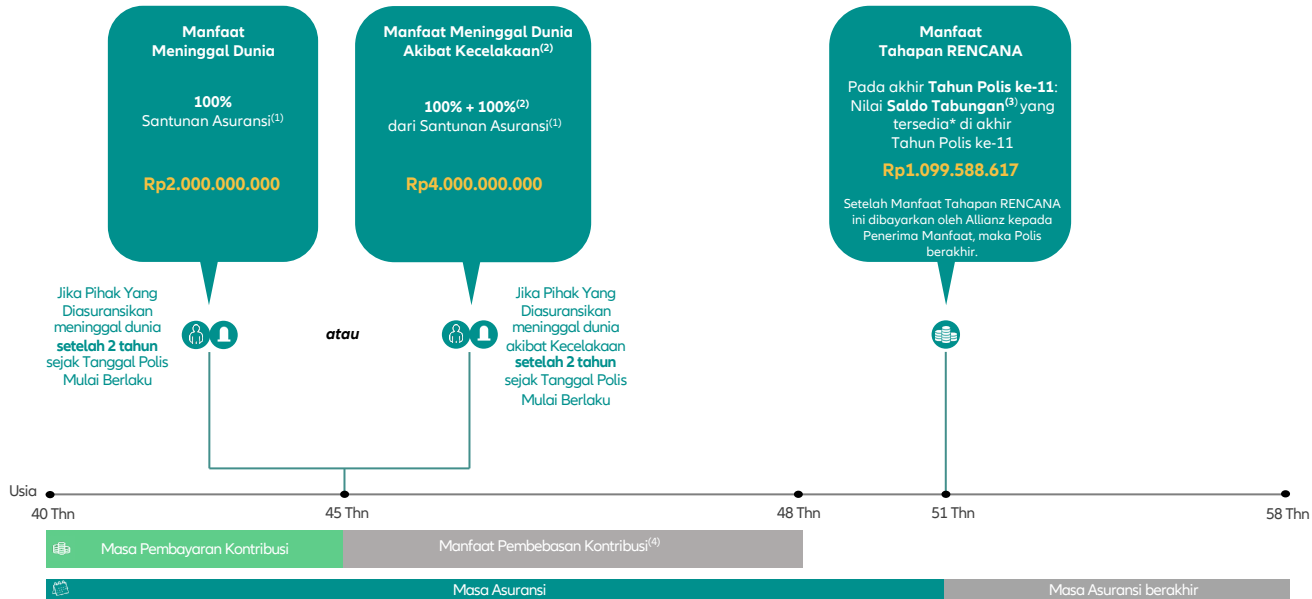 Manfaat
Meninggal Dunia
100%
Santunan Asuransi(1)
Rp2.000.000.000
Manfaat Meninggal Dunia
Akibat Kecelakaan(2)
100% + 100%(2)
dari Santunan Asuransi(1)
Rp4.000.000.000
Manfaat
Tahapan RENCANA
Pada akhir Tahun Polis ke-11:
Nilai Saldo Tabungan(3) yang
tersedia* di akhir
Tahun Polis ke-11
Rp1.099.588.617
Setelah Manfaat Tahapan RENCANA
ini dibayarkan oleh Allianz kepada
Penerima Manfaat, maka Polis
berakhir.
Jika Pihak Yang
Diasuransikan
meninggal dunia
setelah 2 tahun
sejak Tanggal Polis
Mulai Berlaku
atau
Jika Pihak Yang
Diasuransikan
meninggal dunia
akibat Kecelakaan
setelah 2 tahun
sejak Tanggal Polis
Mulai Berlaku
Usia
40 Thn
45 Thn
48 Thn
51 Thn
58 Thn
Masa Pembayaran Kontribusi
Manfaat Pembebasan Kontribusi(4)
Masa Asuransi
Masa Asuransi berakhir